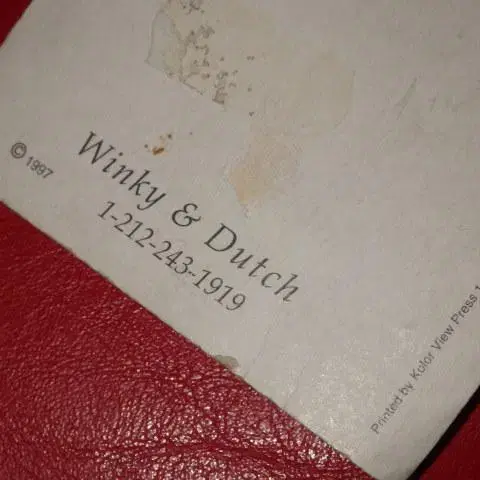 © 1997
Winky & Dutch
1-212-243-1919
Printed by Kolor View Press